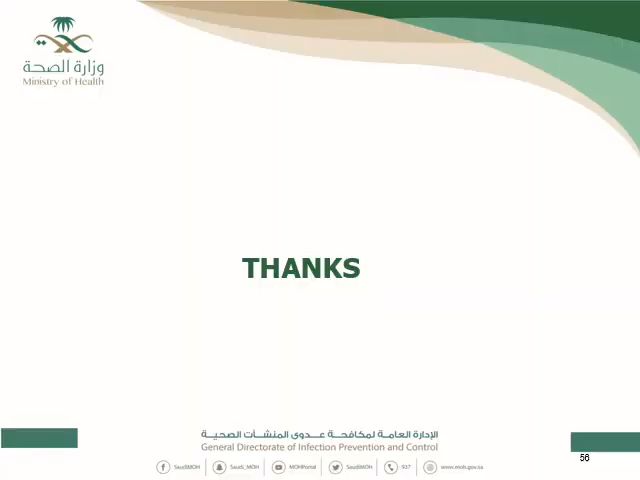 وزارة الصحة
Ministry of Health
THANKS
الإدارة العامة لمكافحة عدوى المنشآت الصحية
General Directorate of Infection Prevention and Control
SaudiMOH | Saudi_MOH | MOHPortal | SaudiMOH | 937 | www.moh.gov.sa
56